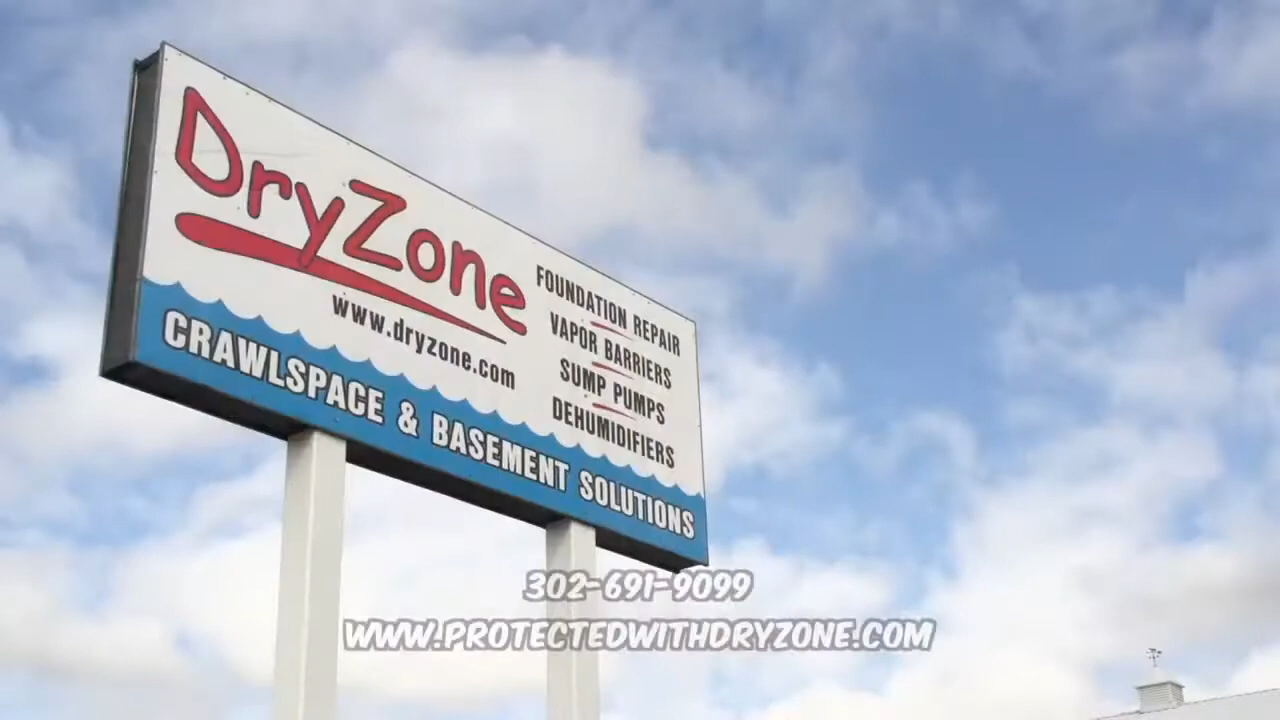 DryZone
www.dryzone.com
FOUNDATION REPAIR
VAPOR BARRIERS
SUMP PUMPS
DEHUMIDIFIERS
CRAWLSPACE & BASEMENT SOLUTIONS
302-691-9099
WWW.PROTECTEDWITHDRYZONE.COM